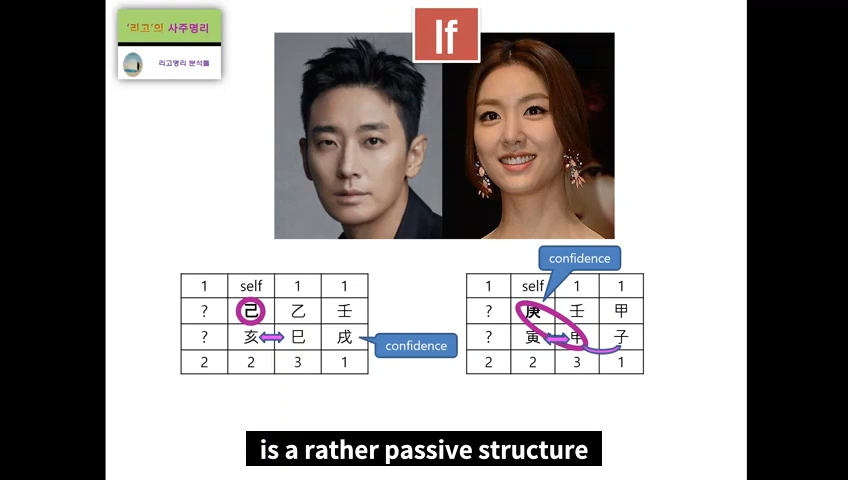 '리고'의 사주명리
리고명리 분석틀
If
confidence
1 self 1 1
? 己 乙 壬
? 亥 巳 戌
2 2 3 1
confidence
1 self 1 1
? 庚 壬 甲
? 寅 申 子
2 2 3 1
is a rather passive structure